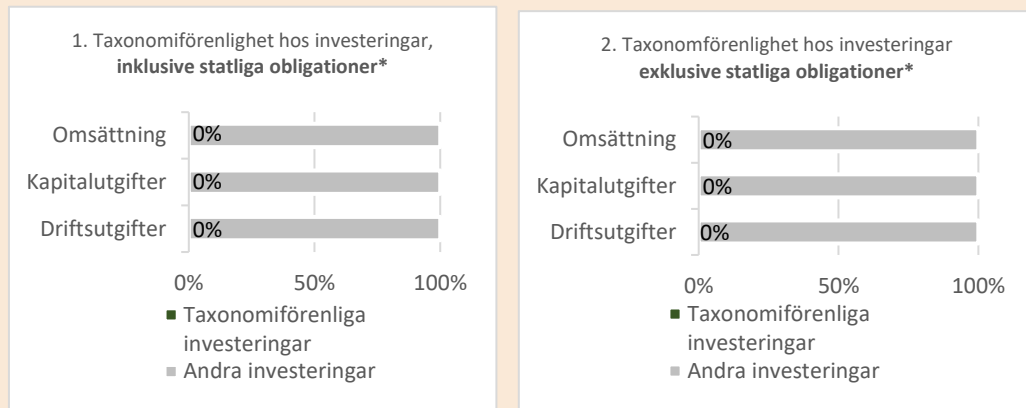 1. Taxonomiförenlighet hos investeringar,
inklusive statliga obligationer*
Omsättning
0%
Kapitalutgifter
0%
Driftsutgifter
0%
0%
50%
100%
Taxonomiförenliga
investeringar
Andra investeringar
2. Taxonomförenlighet hos investeringar
exklusive statliga obligationer*
Omsättning
0%
Kapitalutgifter
0%
Driftsutgifter
0%
0%
50%
100%
Taxonomiförenliga
investeringar
Andra investeringar